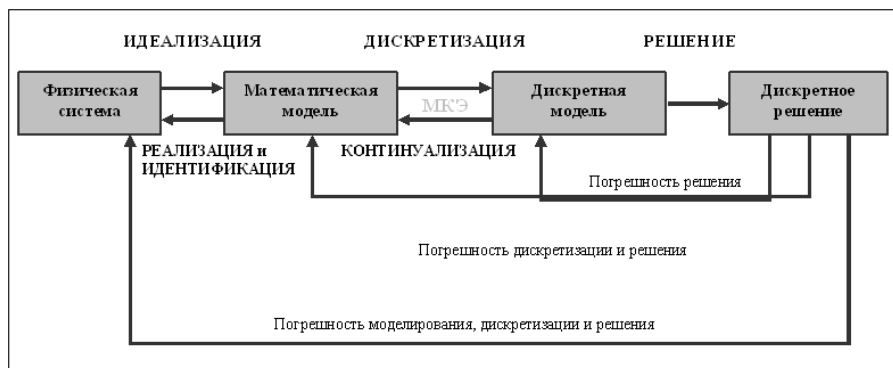 ИДЕАЛИЗАЦИЯ ДИСКРЕТИЗАЦИЯ РЕШЕНИЕ
Физическая
система
Математическая
модель
МКЭ
Дискретная
модель
Дискретное
решение
РЕАЛИЗАЦИЯ и
ИДЕНТИФИКАЦИЯ
КОНТИНУАЛИЗАЦИЯ
Погрешность решения
Погрешность дискретизации и решения
Погрешность моделирования, дискретизации и решения